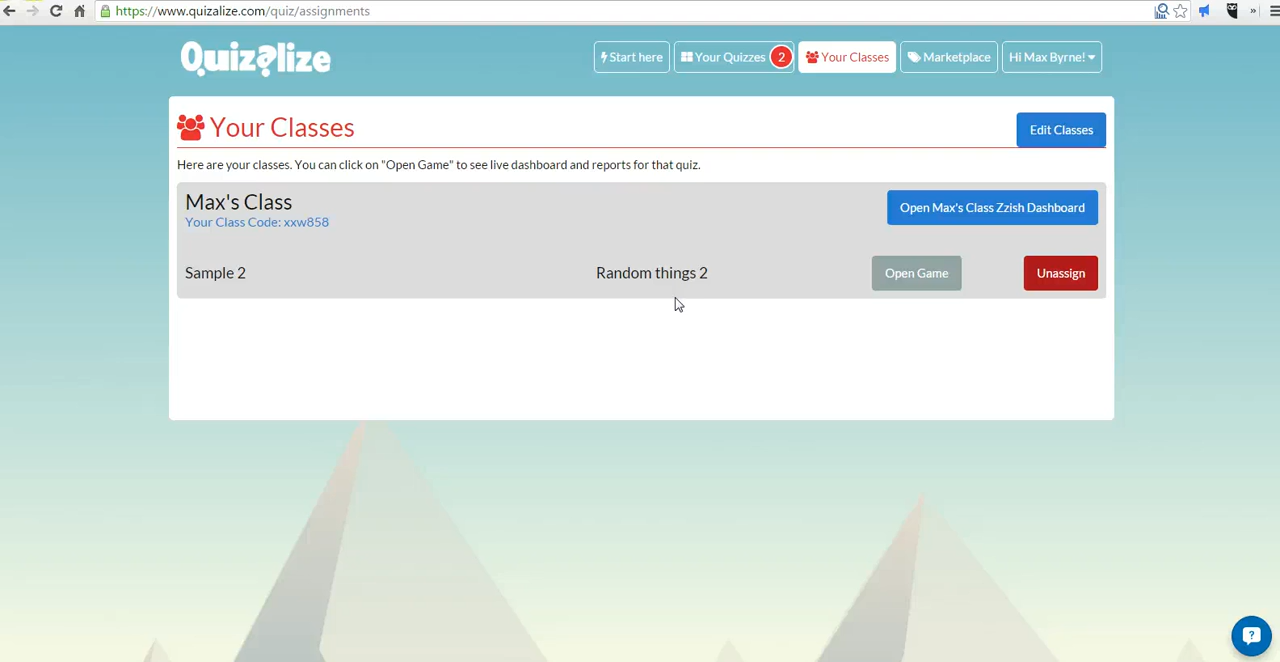 https://www.quizalize.com/quiz/assignments
»
Quizalize
Start here
Your Quizzes 2
Your Classes
Marketplace
Hi Max Byrne!
Your Classes
Edit Classes
Here are your classes. You can click on "Open Game" to see live dashboard and reports for that quiz.
Max's Class
Open Max's Class Zzish Dashboard
Your Class Code: xxw858
Sample 2
Random things 2
Open Game
Unassign
?